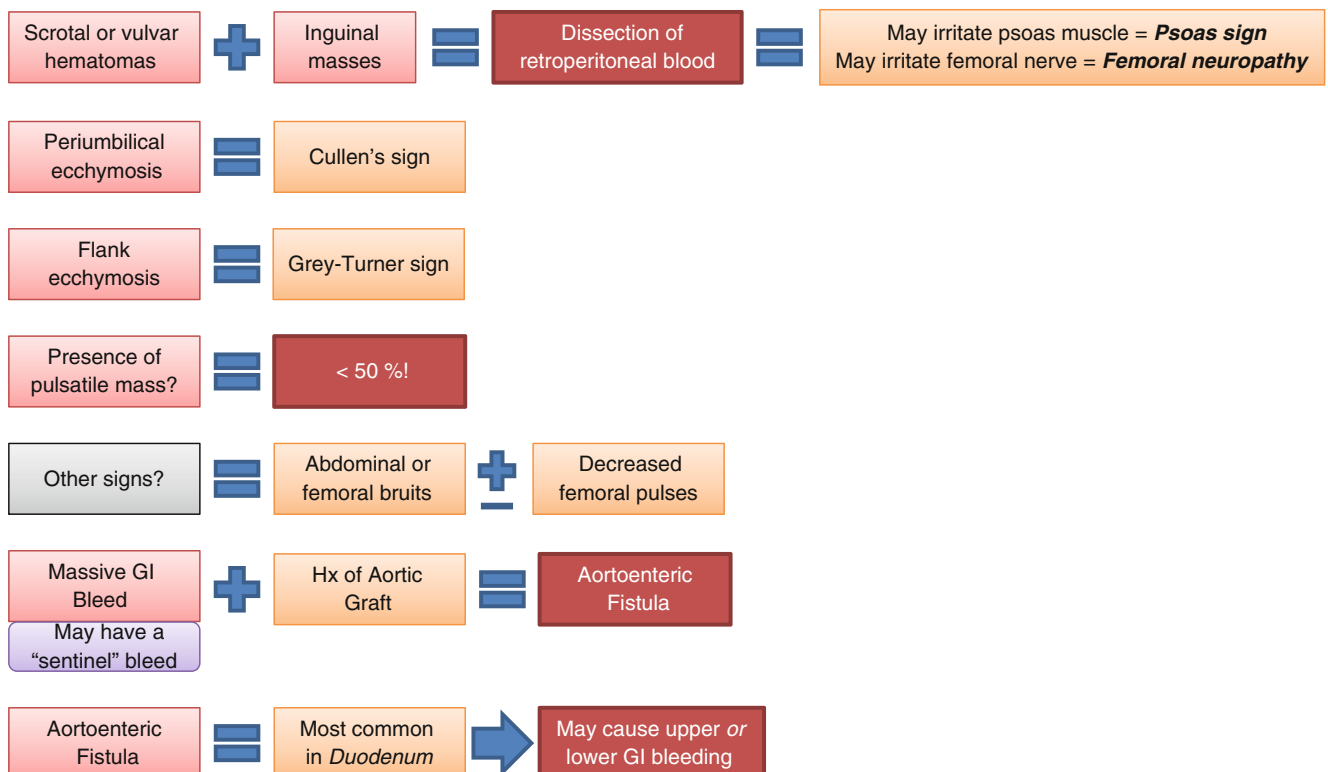 Scrotal or vulvar
hematomas
Inguinal
masses
Dissection of
retroperitoneal blood
May irritate psoas muscle = Psoas sign
May irritate femoral nerve = Femoral neuropathy
Periumbilical
ecchymosis
Cullen's sign
Flank
ecchymosis
Grey-Turner sign
Presence of
pulsatile mass?
< 50 %!
Other signs?
Abdominal or
femoral bruits
Decreased
femoral pulses
Massive GI
Bleed
Hx of Aortic
Graft
Aortoenteric
Fistula
May have a
“sentinel” bleed
Aortoenteric
Fistula
Most common
in Duodenum
May cause upper or
lower GI bleeding